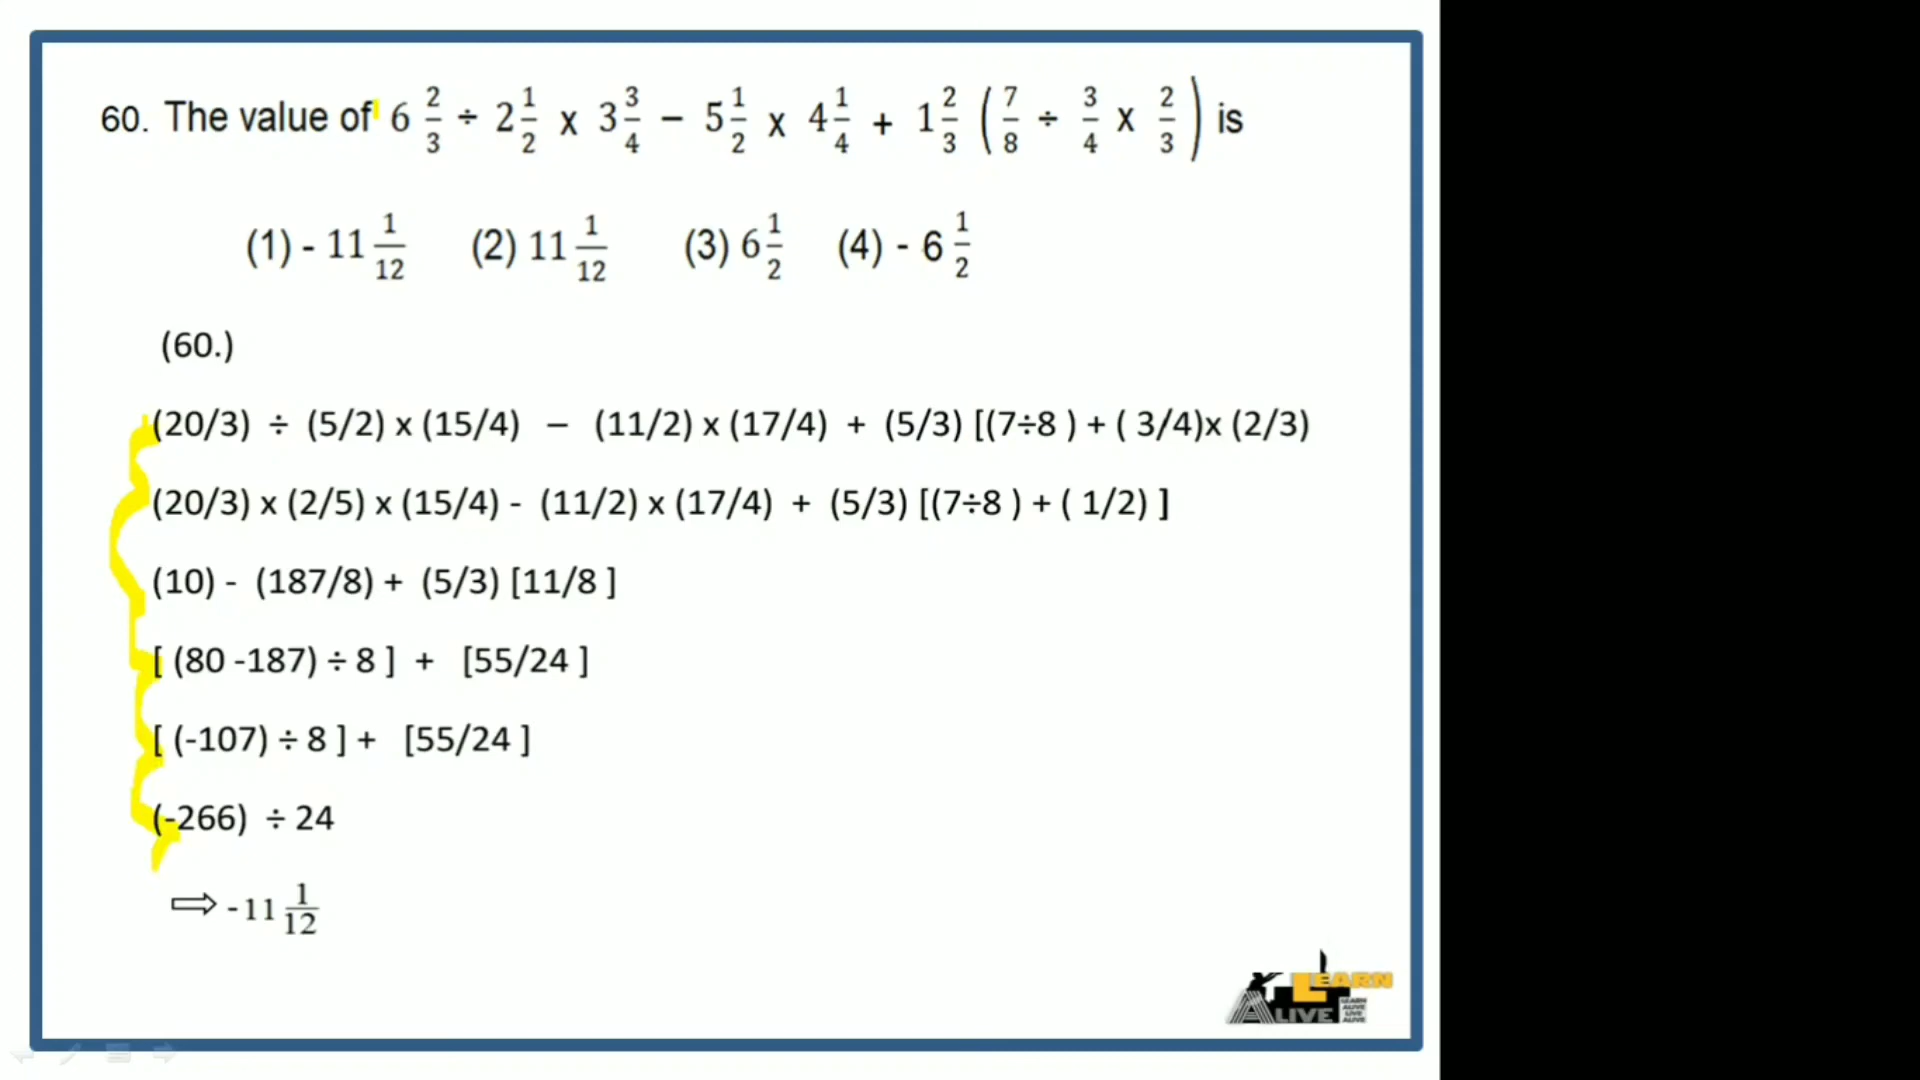 60. The value of 6 2/3 ÷ 2 1/2 x 3 3/4 − 5 1/2 x 4 1/4 + 1 2/3 ( 7/8 ÷ 3/4 x 2/3 ) is
(1) - 11 1/12 (2) 11 1/12 (3) 6 1/2 (4) - 6 1/2
(60.)
(20/3) ÷ (5/2) x (15/4) − (11/2) x (17/4) + (5/3) [(7÷8 ) + ( 3/4)x (2/3)
(20/3) x (2/5) x (15/4) - (11/2) x (17/4) + (5/3) [(7÷8 ) + ( 1/2) ]
(10) - (187/8) + (5/3) [11/8 ]
[ (80 -187) ÷ 8 ] + [55/24 ]
[ (-107) ÷ 8 ] + [55/24 ]
(-266) ÷ 24
⇨ -11 1/12
LEARN
ALIVE
LEARN
ALIVE
LIVE
ALIVE